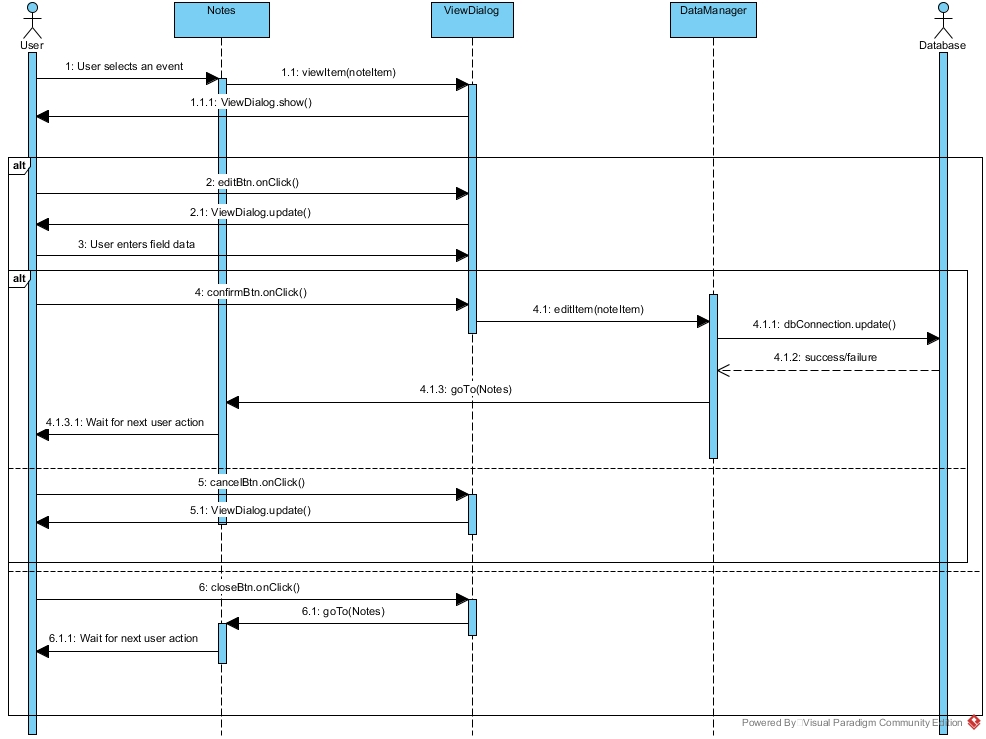 Notes
ViewDialog
DataManager
User
Database
1: User selects an event
1.1: viewItem(noteItem)
1.1.1: ViewDialog.show()
alt
2: editBtn.onClick()
2.1: ViewDialog.update()
3: User enters field data
alt
4: confirmBtn.onClick()
4.1: editItem(noteItem)
4.1.1: dbConnection.update()
4.1.2: success/failure
4.1.3: goTo(Notes)
4.1.3.1: Wait for next user action
5: cancelBtn.onClick()
5.1: ViewDialog.update()
6: closeBtn.onClick()
6.1: goTo(Notes)
6.1.1: Wait for next user action
Powered By Visual Paradigm Community Edition